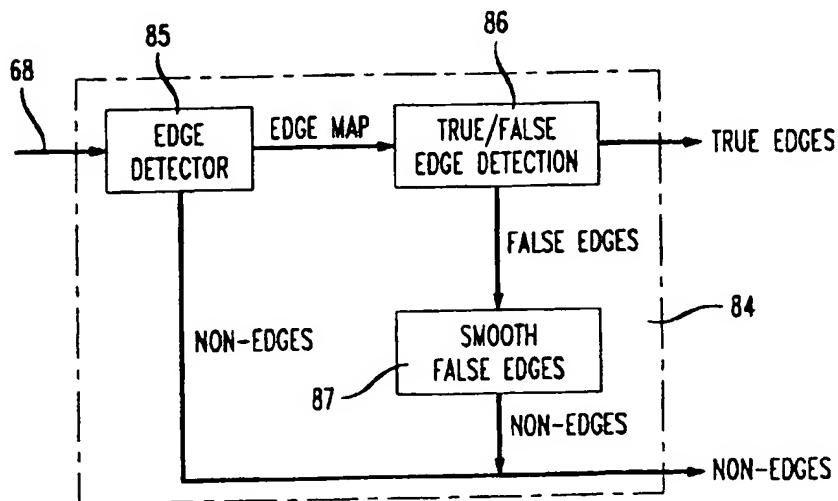 85
86
68
EDGE
DETECTOR
EDGE MAP
TRUE/FALSE
EDGE DETECTION
TRUE EDGES
FALSE EDGES
84
NON-EDGES
SMOOTH
FALSE EDGES
87
NON-EDGES
NON-EDGES